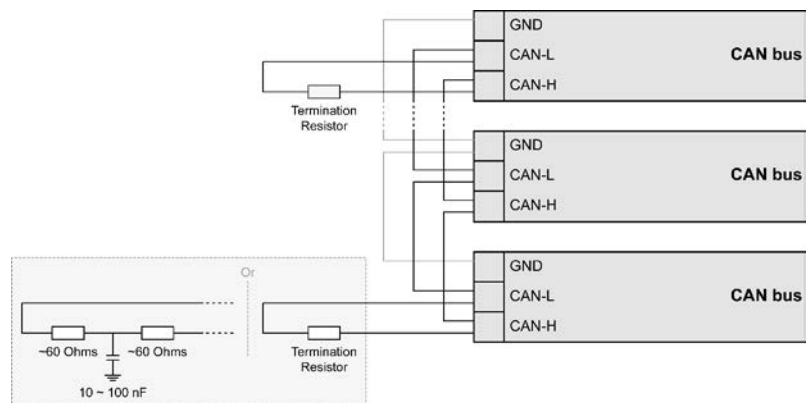 GND
CAN-L
CAN bus
CAN-H
Termination
Resistor
GND
CAN-L
CAN bus
CAN-H
GND
Or
CAN-L
CAN bus
CAN-H
~60 Ohms
~60 Ohms
Termination
Resistor
10 ~ 100 nF